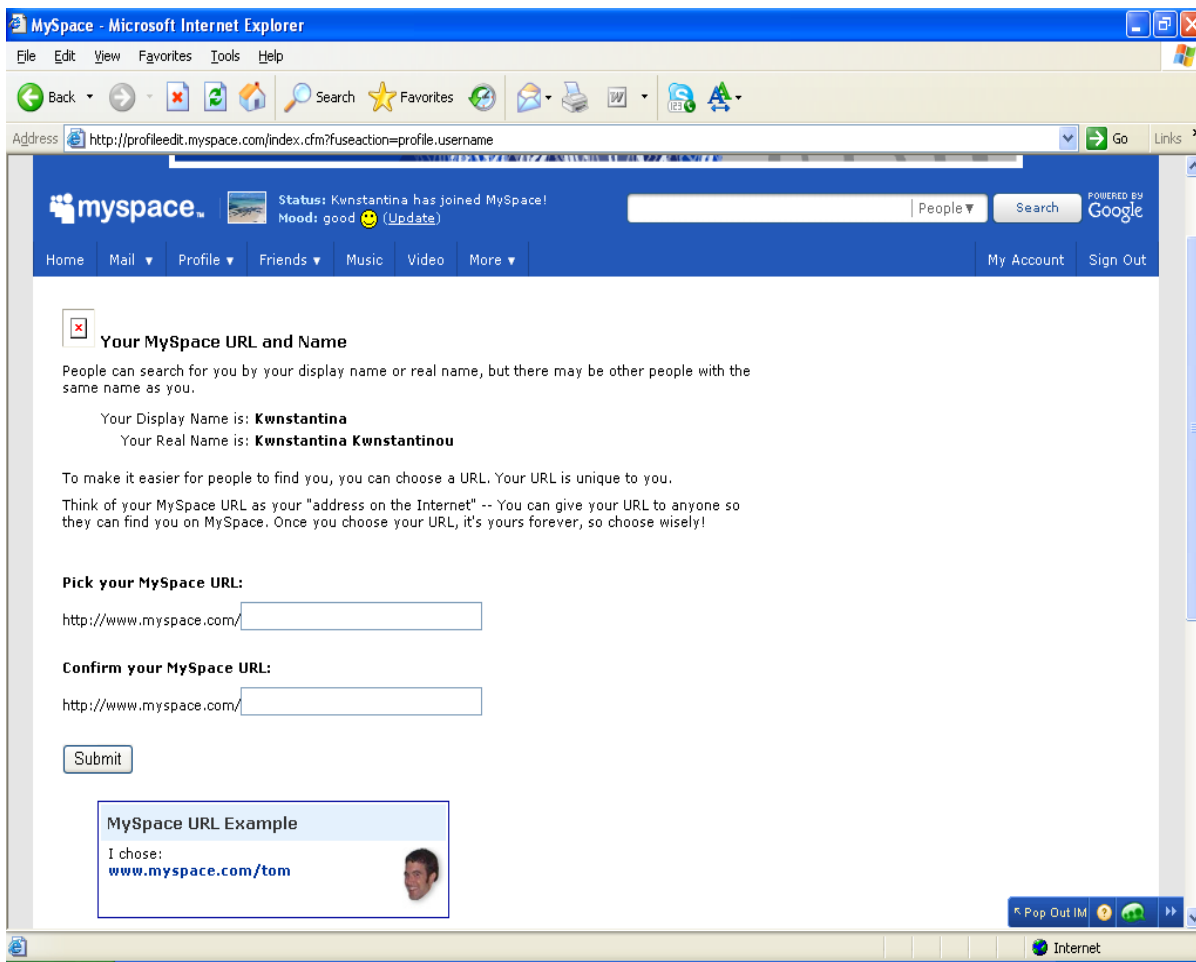 MySpace - Microsoft Internet Explorer
File Edit View Favorites Tools Help
Back Search Favorites
Address http://profileedit.myspace.com/index.cfm?fuseaction=profile.username Go Links
myspace.
Status: Kwnstantina has joined MySpace!
Mood: good (Update)
People Search POWERED BY Google
Home Mail Profile Friends Music Video More My Account Sign Out
Your MySpace URL and Name
People can search for you by your display name or real name, but there may be other people with the
same name as you.
Your Display Name is: Kwnstantina
Your Real Name is: Kwnstantina Kwnstantinou
To make it easier for people to find you, you can choose a URL. Your URL is unique to you.
Think of your MySpace URL as your "address on the Internet" -- You can give your URL to anyone so
they can find you on MySpace. Once you choose your URL, it's yours forever, so choose wisely!
Pick your MySpace URL:
http://www.myspace.com/
Confirm your MySpace URL:
http://www.myspace.com/
Submit
MySpace URL Example
I chose:
www.myspace.com/tom
Pop Out IM
Internet